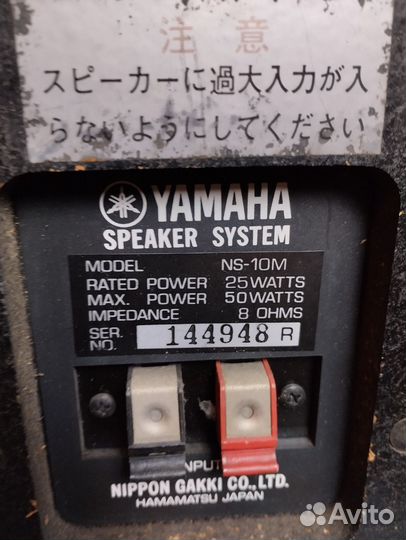 注意
スピーカーに過大入力が入
らないようにしてください
YAMAHA
SPEAKER SYSTEM
MODEL NS-10M
RATED POWER 25WATTS
MAX. POWER 50WATTS
IMPEDANCE 8 OHMS
SER. NO. 144948 R
INPUT
NIPPON GAKKI CO., LTD.
HAMAMATSU JAPAN
Avito